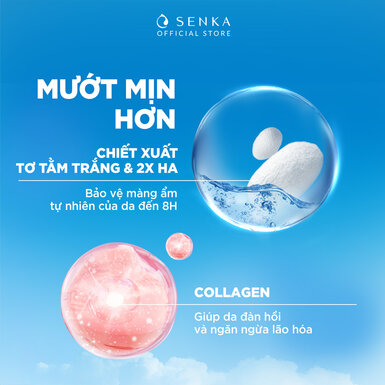 SENKA
OFFICIAL STORE
MƯỚT MỊN
HƠN
CHIẾT XUẤT
TƠ TẰM TRẮNG & 2X HA
Bảo vệ màng ẩm
tự nhiên của da đến 8H
COLLAGEN
Giúp da đàn hồi
và ngăn ngừa lão hóa